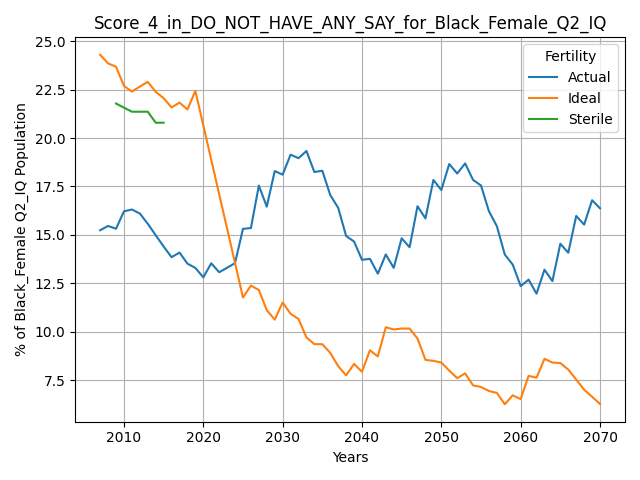 Score_4_in_DO_NOT_HAVE_ANY_SAY_for_Black_Female_Q2_IQ
Fertility
Actual
Ideal
Sterile
% of Black_Female Q2_IQ Population
25.0
22.5
20.0
17.5
15.0
12.5
10.0
7.5
2010 2020 2030 2040 2050 2060 2070
Years